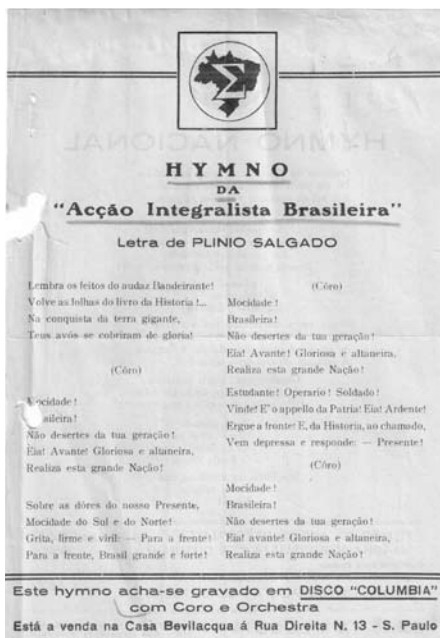 Σ
HYMNO
DA
"Acção Integralista Brasileira"
Letra de PLINIO SALGADO
Lembra os feitos do audaz Bandeirante!
Volve as folhas do livro da Historia!...
Na conquista da terra gigante,
Teus avós se cobriram de gloria!
(Côro)
Mocidade!
asileira!
Não desertes da tua geração!
Eia! Avante! Gloriosa e altaneira,
Realiza esta grande Nação!
Sobre as dôres do nosso Presente,
Mocidade do Sul e do Norte!
Grita, firme e viril: — Para a frente!
Para a frente, Brasil grande e forte!
(Côro)
Mocidade!
Brasileira!
Não desertes da tua geração!
Eia! Avante! Gloriosa e altaneira,
Realiza esta grande Nação!
Estudante! Operario! Soldado!
Vinde! E' o appello da Patria! Eia! Ardente!
Ergue a fronte! E, da Historia, ao chamado,
Vem depressa e responde: — Presente!
(Côro)
Mocidade!
Brasileira!
Não desertes da tua geração!
Eia! avante! Gloriosa e altaneira,
Realiza esta grande Nação!
Este hymno acha-se gravado em DISCO "COLUMBIA"
com Coro e Orchestra
Está a venda na Casa Bevilacqua á Rua Direita N. 13 - S. Paulo